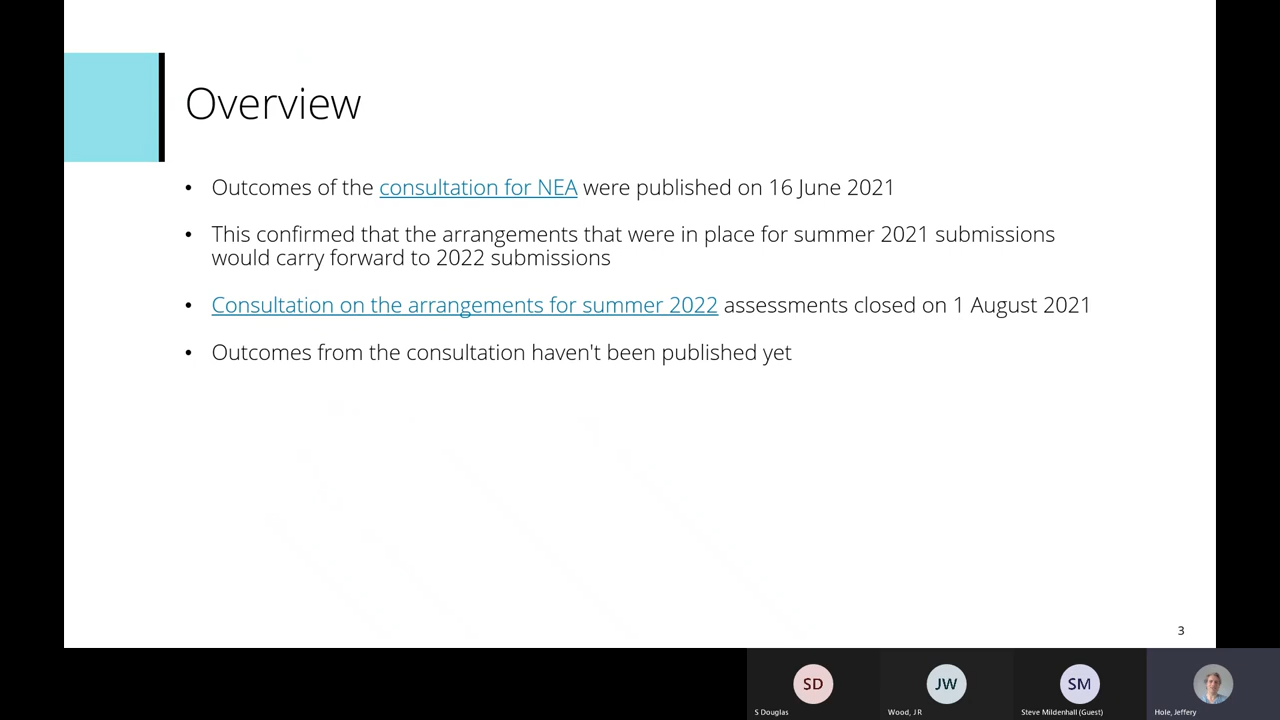 Overview
• Outcomes of the consultation for NEA were published on 16 June 2021
• This confirmed that the arrangements that were in place for summer 2021 submissions
would carry forward to 2022 submissions
• Consultation on the arrangements for summer 2022 assessments closed on 1 August 2021
• Outcomes from the consultation haven't been published yet
3
SD
JW
SM
S Douglas
Wood, JR
Steve Mildenhall (Guest)
Hole, Jeffery